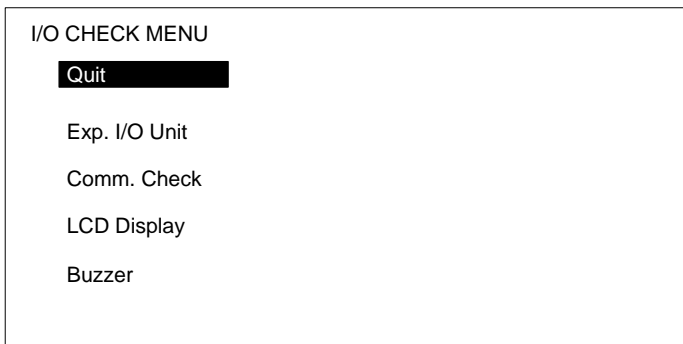 I/O CHECK MENU
Quit
Exp. I/O Unit
Comm. Check
LCD Display
Buzzer